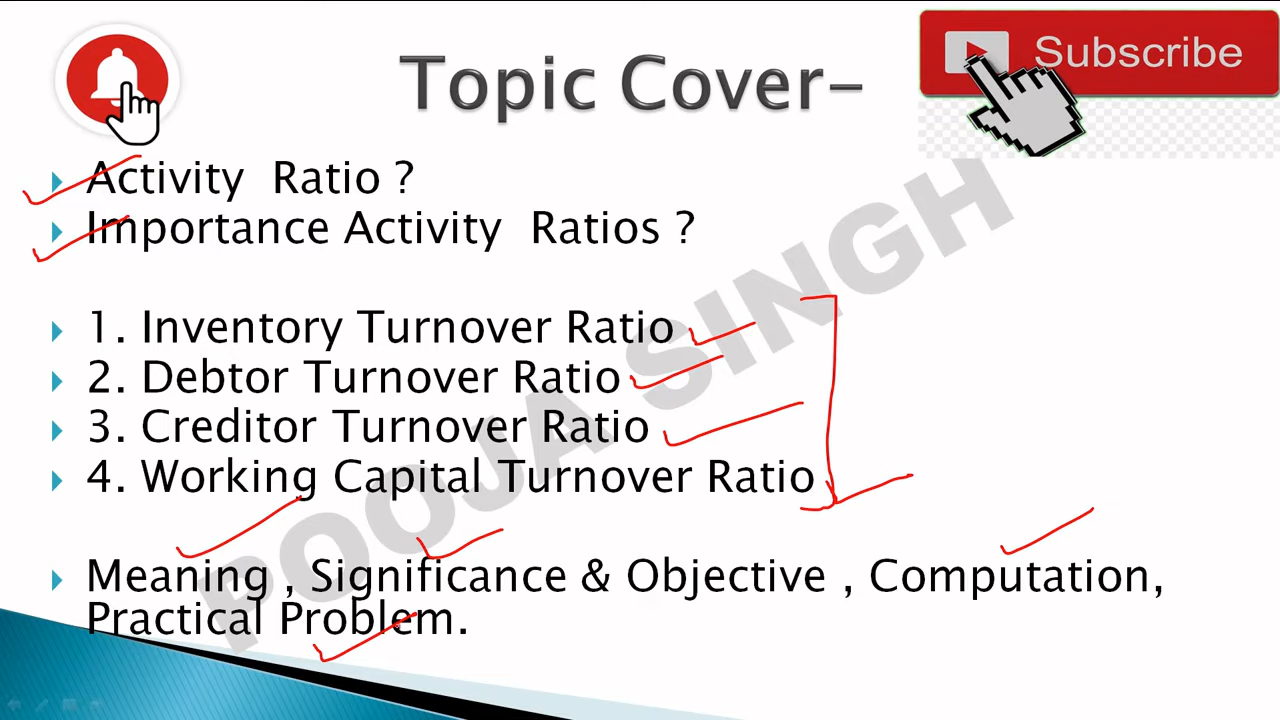 Subscribe
Topic Cover-
Activity Ratio ?
Importance Activity Ratios ?
1. Inventory Turnover Ratio
2. Debtor Turnover Ratio
3. Creditor Turnover Ratio
4. Working Capital Turnover Ratio
Meaning , Significance & Objective , Computation,
Practical Problem.
POOJA SINGH